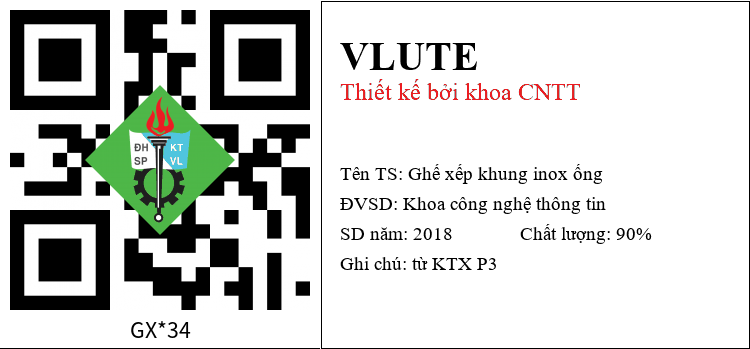 ĐH KT
SP VL
GX*34
VLUTE
Thiết kế bởi khoa CNTT
Tên TS: Ghế xếp khung inox ống
ĐVSD: Khoa công nghệ thông tin
SD năm: 2018 Chất lượng: 90%
Ghi chú: từ KTX P3